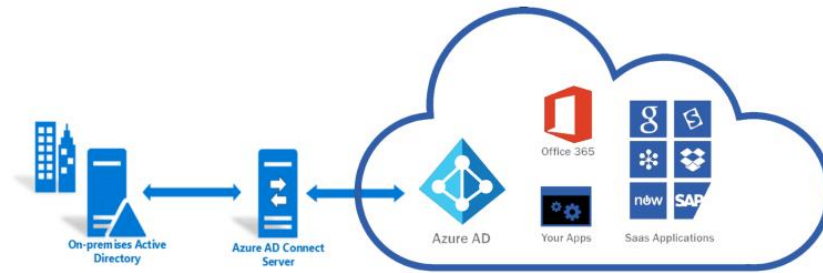 Office 365
g
S
now
SAP
On-premises Active
Directory
Azure AD Connect
Server
Azure AD
Your Apps
Saas Applications